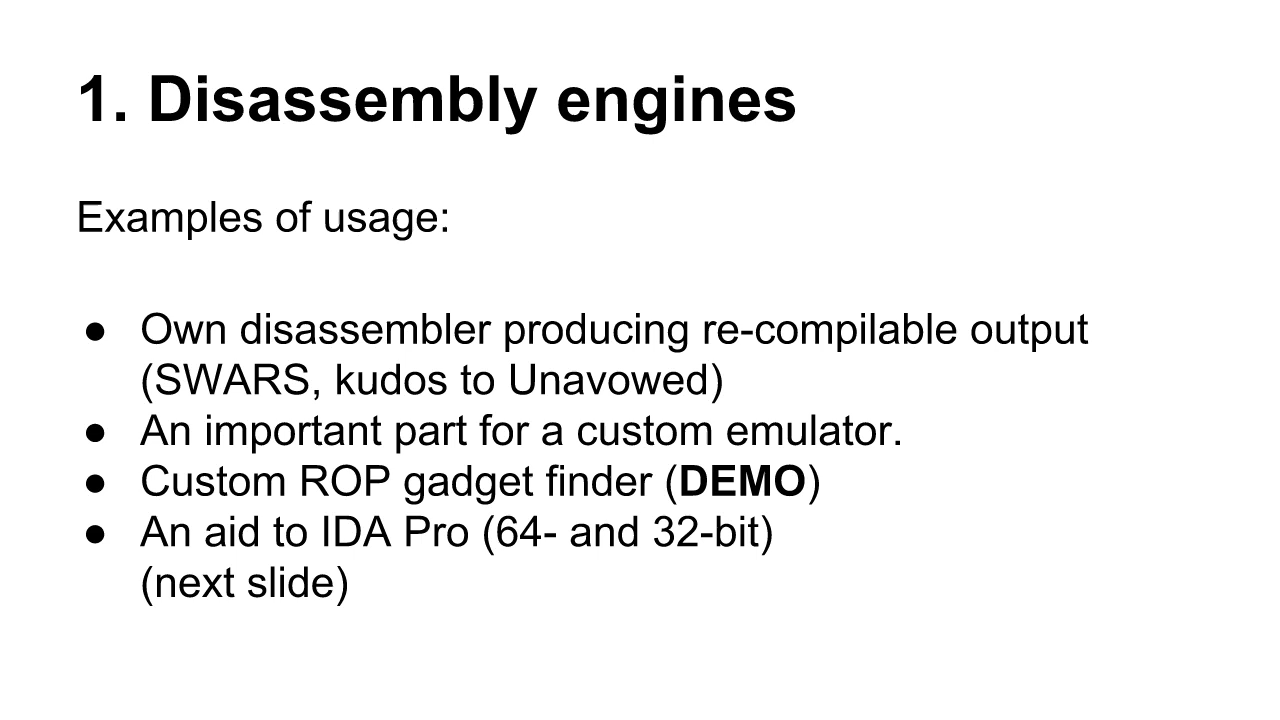 1. Disassembly engines
Examples of usage:
● Own disassembler producing re-compilable output
(SWARS, kudos to Unavowed)
● An important part for a custom emulator.
● Custom ROP gadget finder (DEMO)
● An aid to IDA Pro (64- and 32-bit)
(next slide)